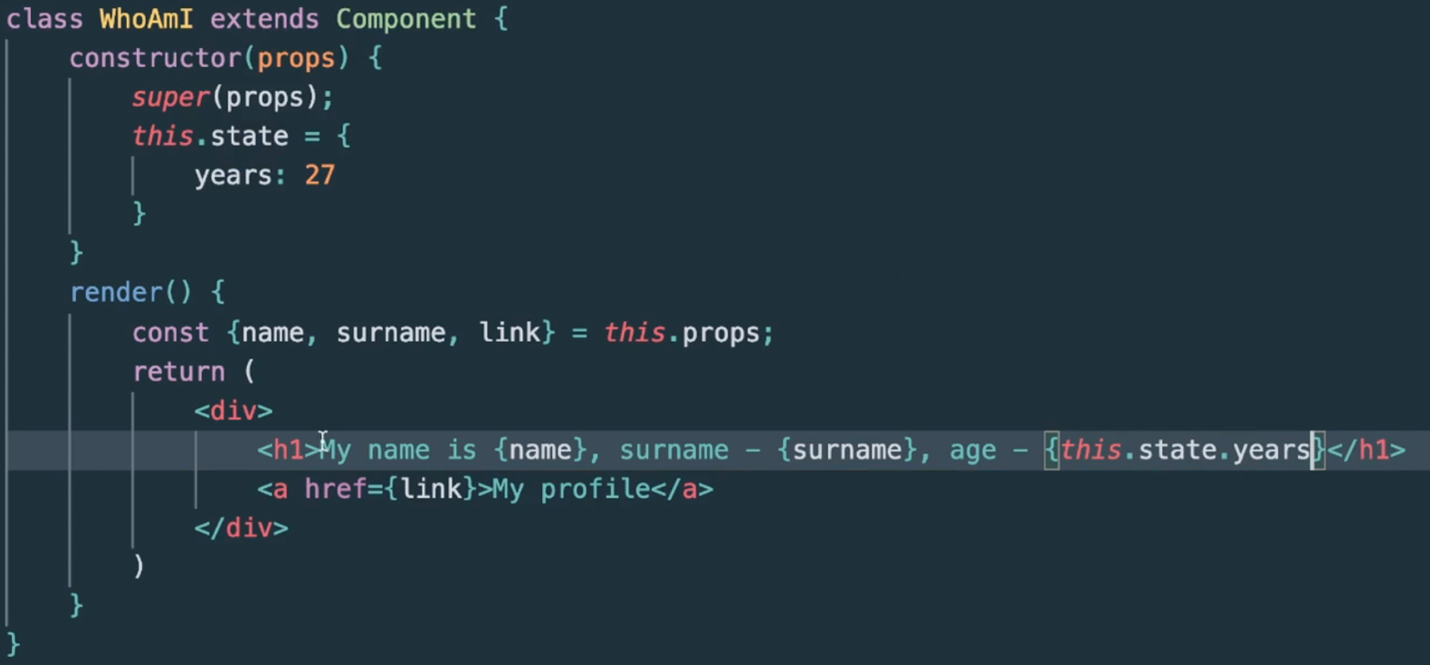 class WhoAmI extends Component {
    constructor(props) {
        super(props);
        this.state = {
            years: 27
        }
    }
    render() {
        const {name, surname, link} = this.props;
        return (
            <div>
                <h1>My name is {name}, surname - {surname}, age - {this.state.years}</h1>
                <a href={link}>My profile</a>
            </div>
        )
    }
}